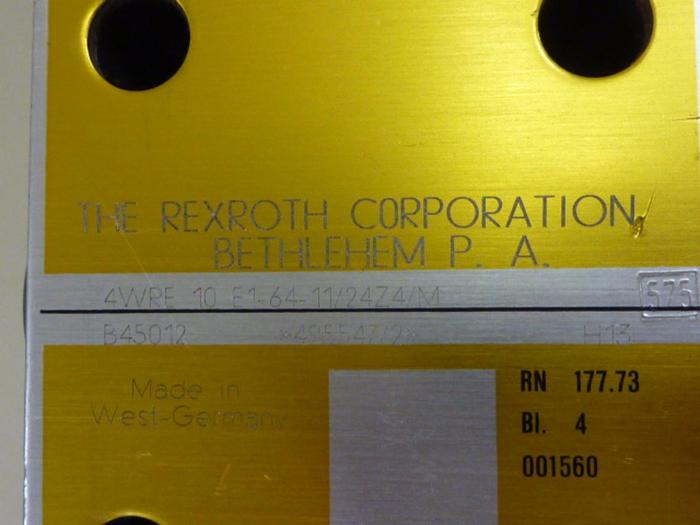 THE REXROTH CORPORATION
BETHLEHEM P. A.
4WRE 10 E1-64-11/24Z4/M 575
B45012 H13
Made in
West-Germany
RN 177.73
Bl. 4
001560